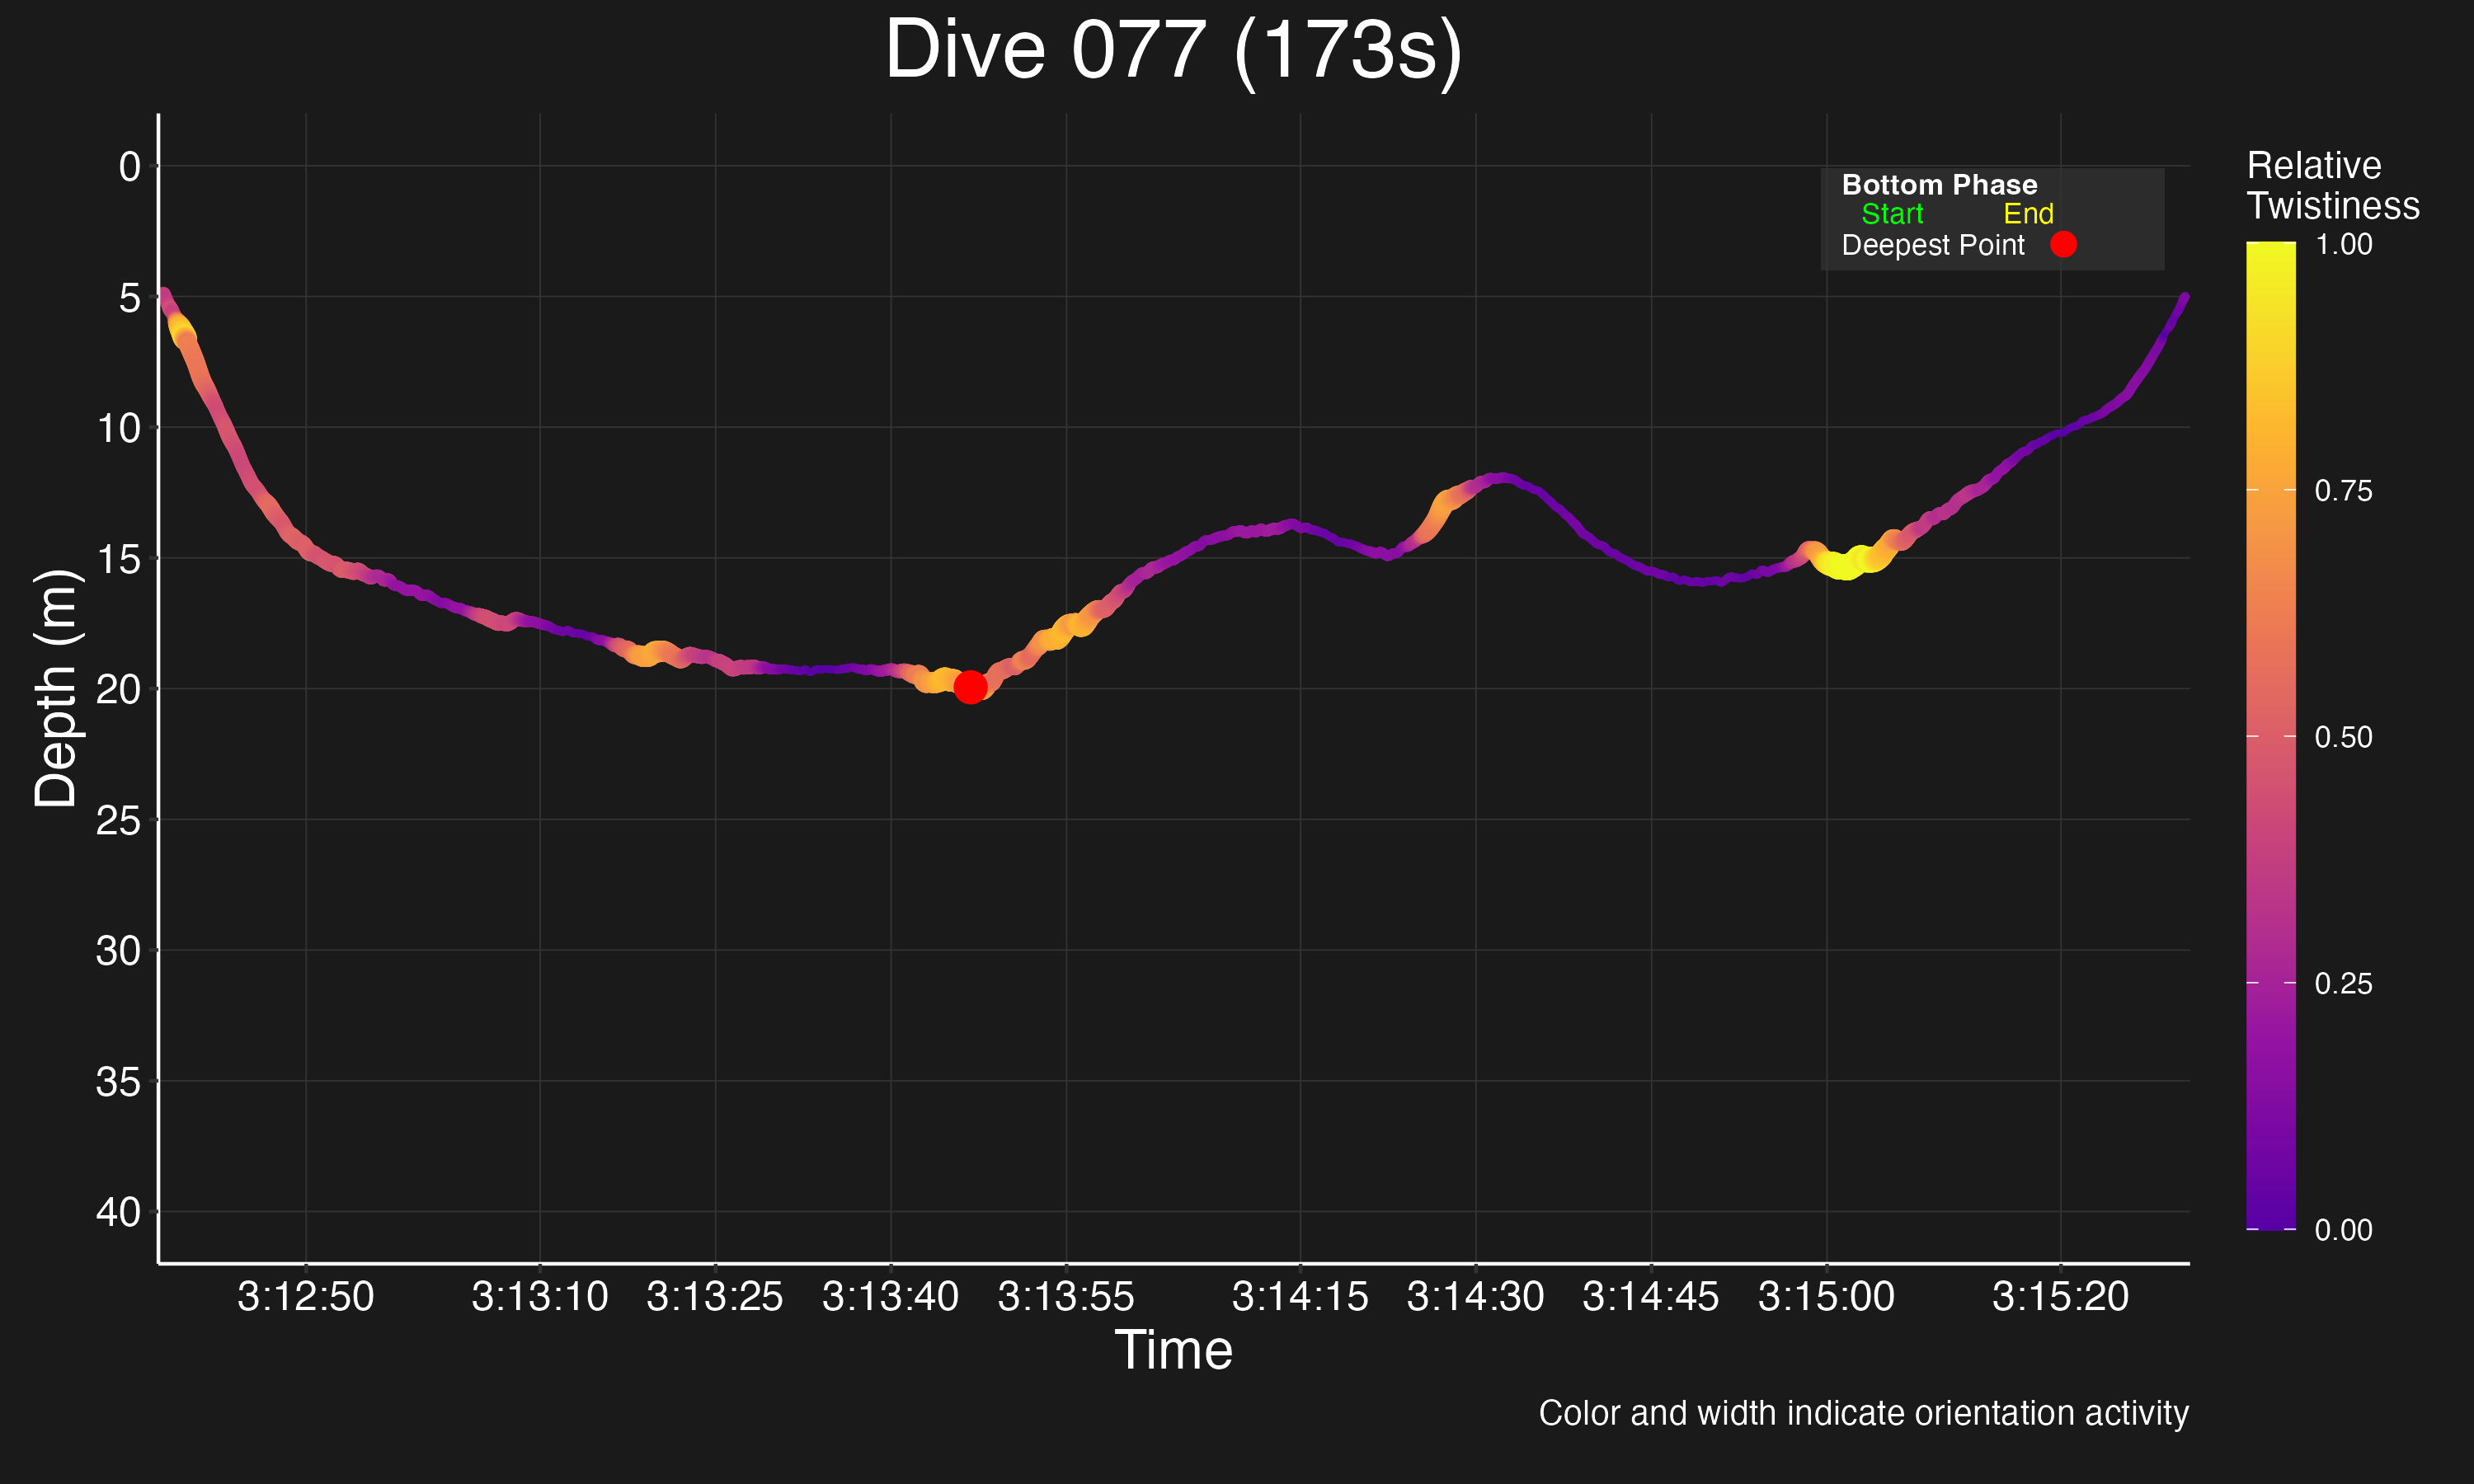 Dive 077 (173s)
Bottom Phase
Start End
Deepest Point
Relative
Twistiness
1.00
0.75
0.50
0.25
0.00
Depth (m)
0
5
10
15
20
25
30
35
40
3:12:50 3:13:10 3:13:25 3:13:40 3:13:55 3:14:15 3:14:30 3:14:45 3:15:00 3:15:20
Time
Color and width indicate orientation activity